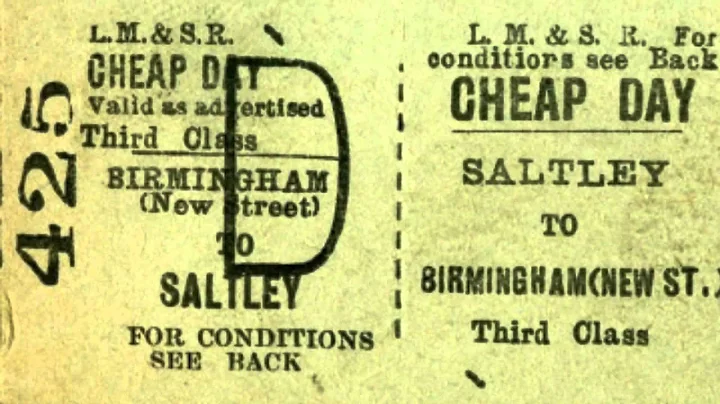 425
L.M.& S.R.
CHEAP DAY
Valid as advertised
Third Class
BIRMINGHAM
(New Street)
TO
SALTLEY
FOR CONDITIONS
SEE BACK
D
L. M. & S. R. For
conditions see Back
CHEAP DAY
SALTLEY
TO
BIRMINGHAM(NEW ST.)
Third Class